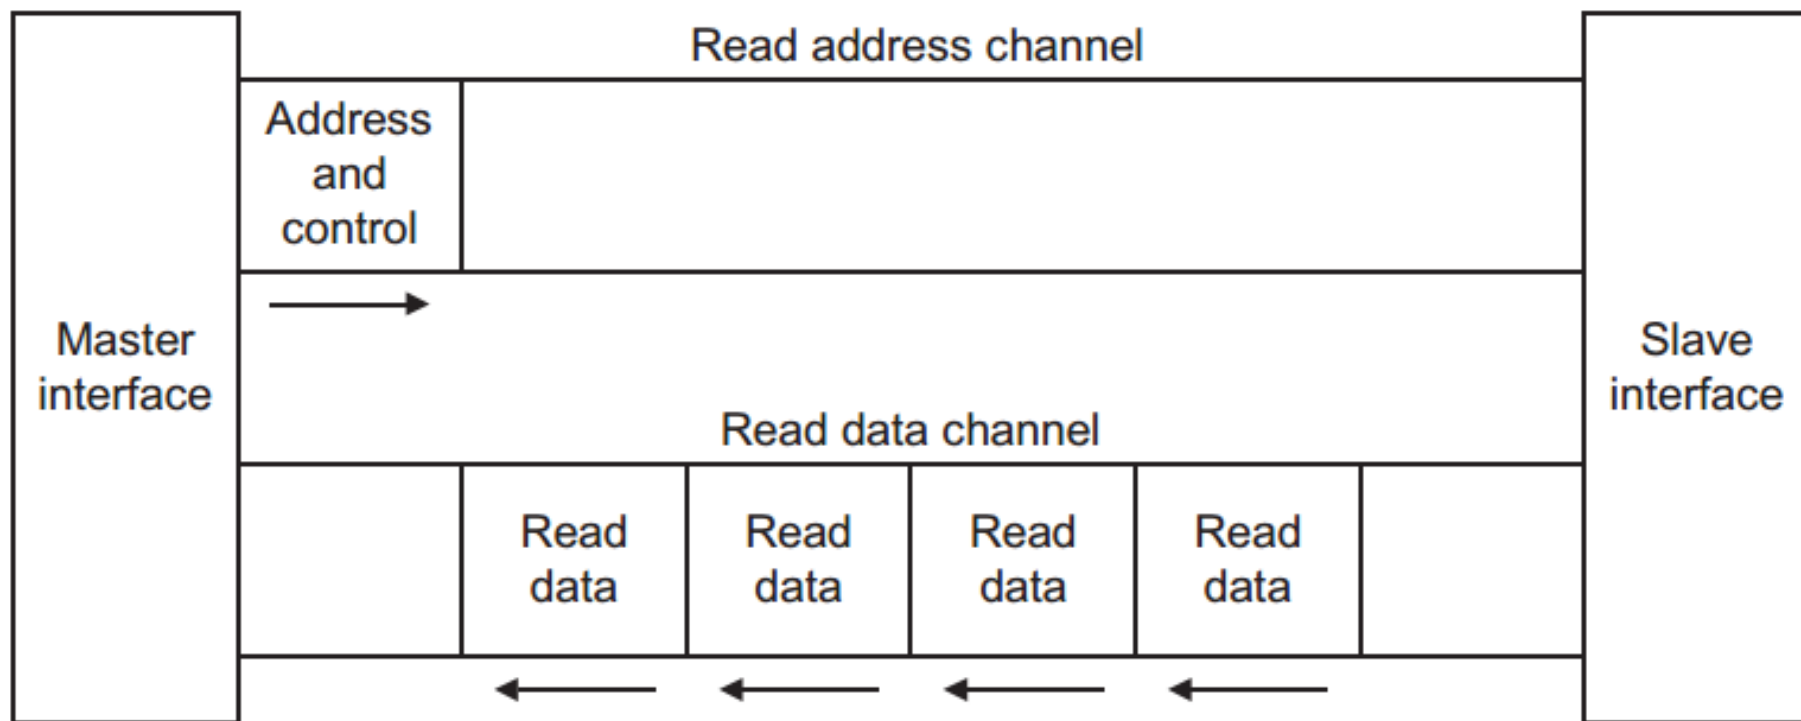 Read address channel
Address
and
control
Master
interface
Slave
interface
Read data channel
Read
data
Read
data
Read
data
Read
data